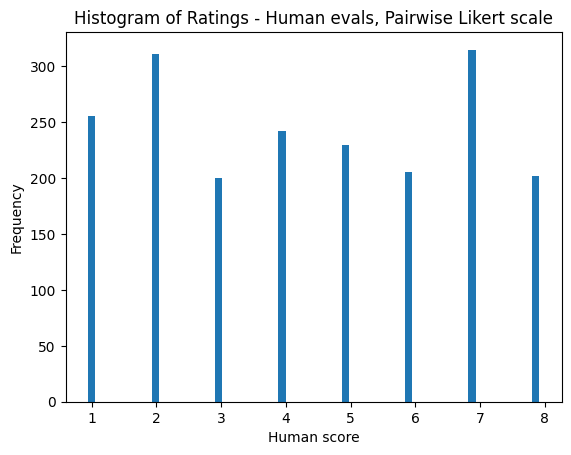 Histogram of Ratings - Human evals, Pairwise Likert scale
Frequency
300
250
200
150
100
50
0
1 2 3 4 5 6 7 8
Human score